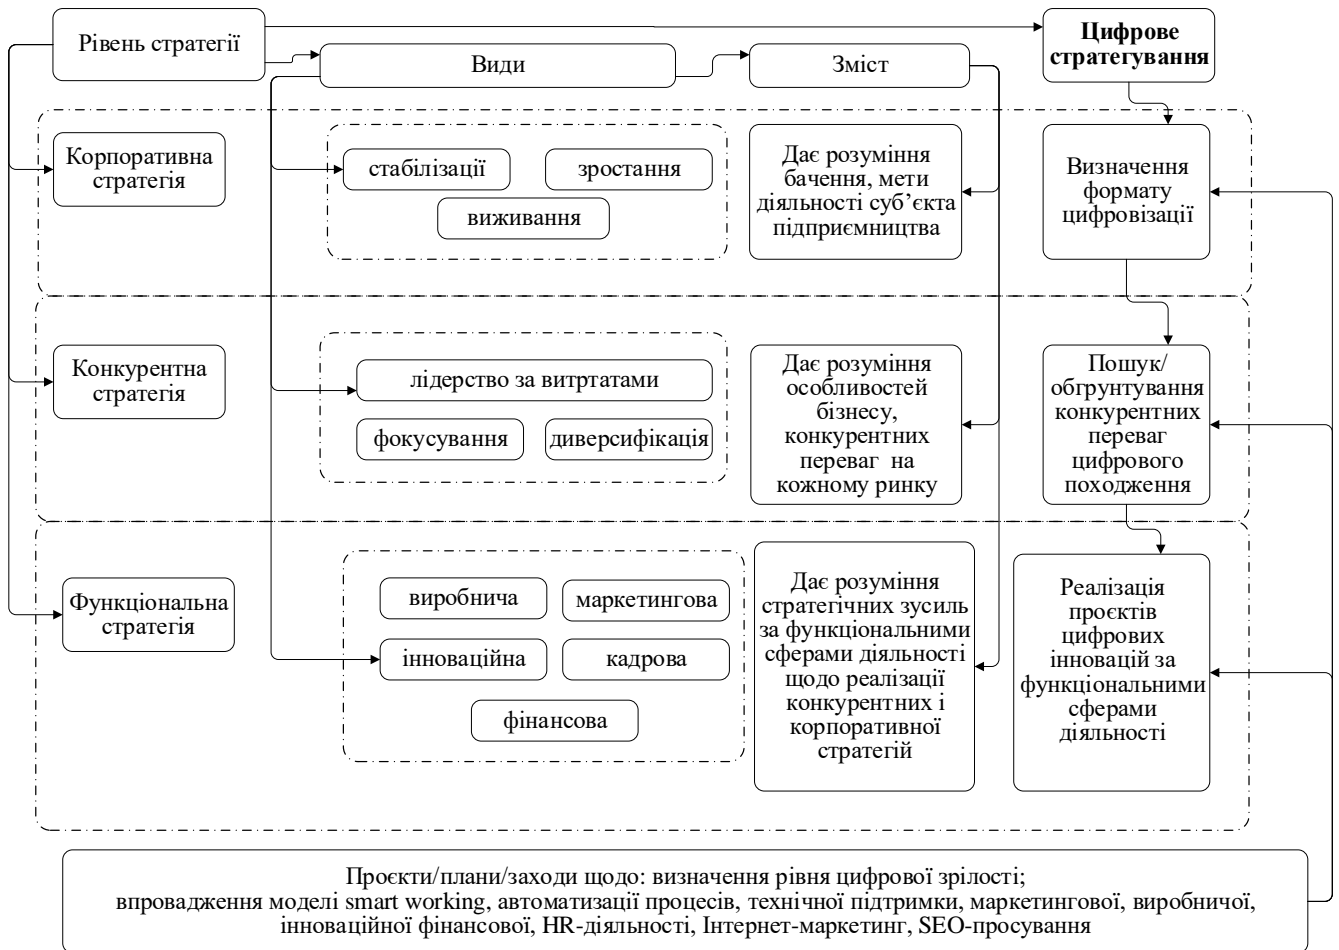 Рівень стратегії
Види
Зміст
Цифрове
стратегування
Корпоративна
стратегія
стабілізації
зростання
виживання
Дає розуміння
бачення, мети
діяльності суб’єкта
підприємництва
Визначення
формату
цифровізації
Конкурентна
стратегія
лідерство за витртатами
фокусування
диверсифікація
Дає розуміння
особливостей
бізнесу,
конкурентних
переваг на
кожному ринку
Пошук/
обгрунтування
конкурентних
переваг
цифрового
походження
Функціональна
стратегія
виробнича
маркетингова
інноваційна
кадрова
фінансова
Дає розуміння
стратегічних зусиль
за функціональними
сферами діяльності
щодо реалізації
конкурентних і
корпоративної
стратегій
Реалізація
проєктів
цифрових
інновацій за
функціональними
сферами
діяльності
Проєкти/плани/заходи щодо: визначення рівня цифрової зрілості;
впровадження моделі smart working, автоматизації процесів, технічної підтримки, маркетингової, виробничої,
інноваційної фінансової, HR-діяльності, Інтернет-маркетинг, SEO-просування